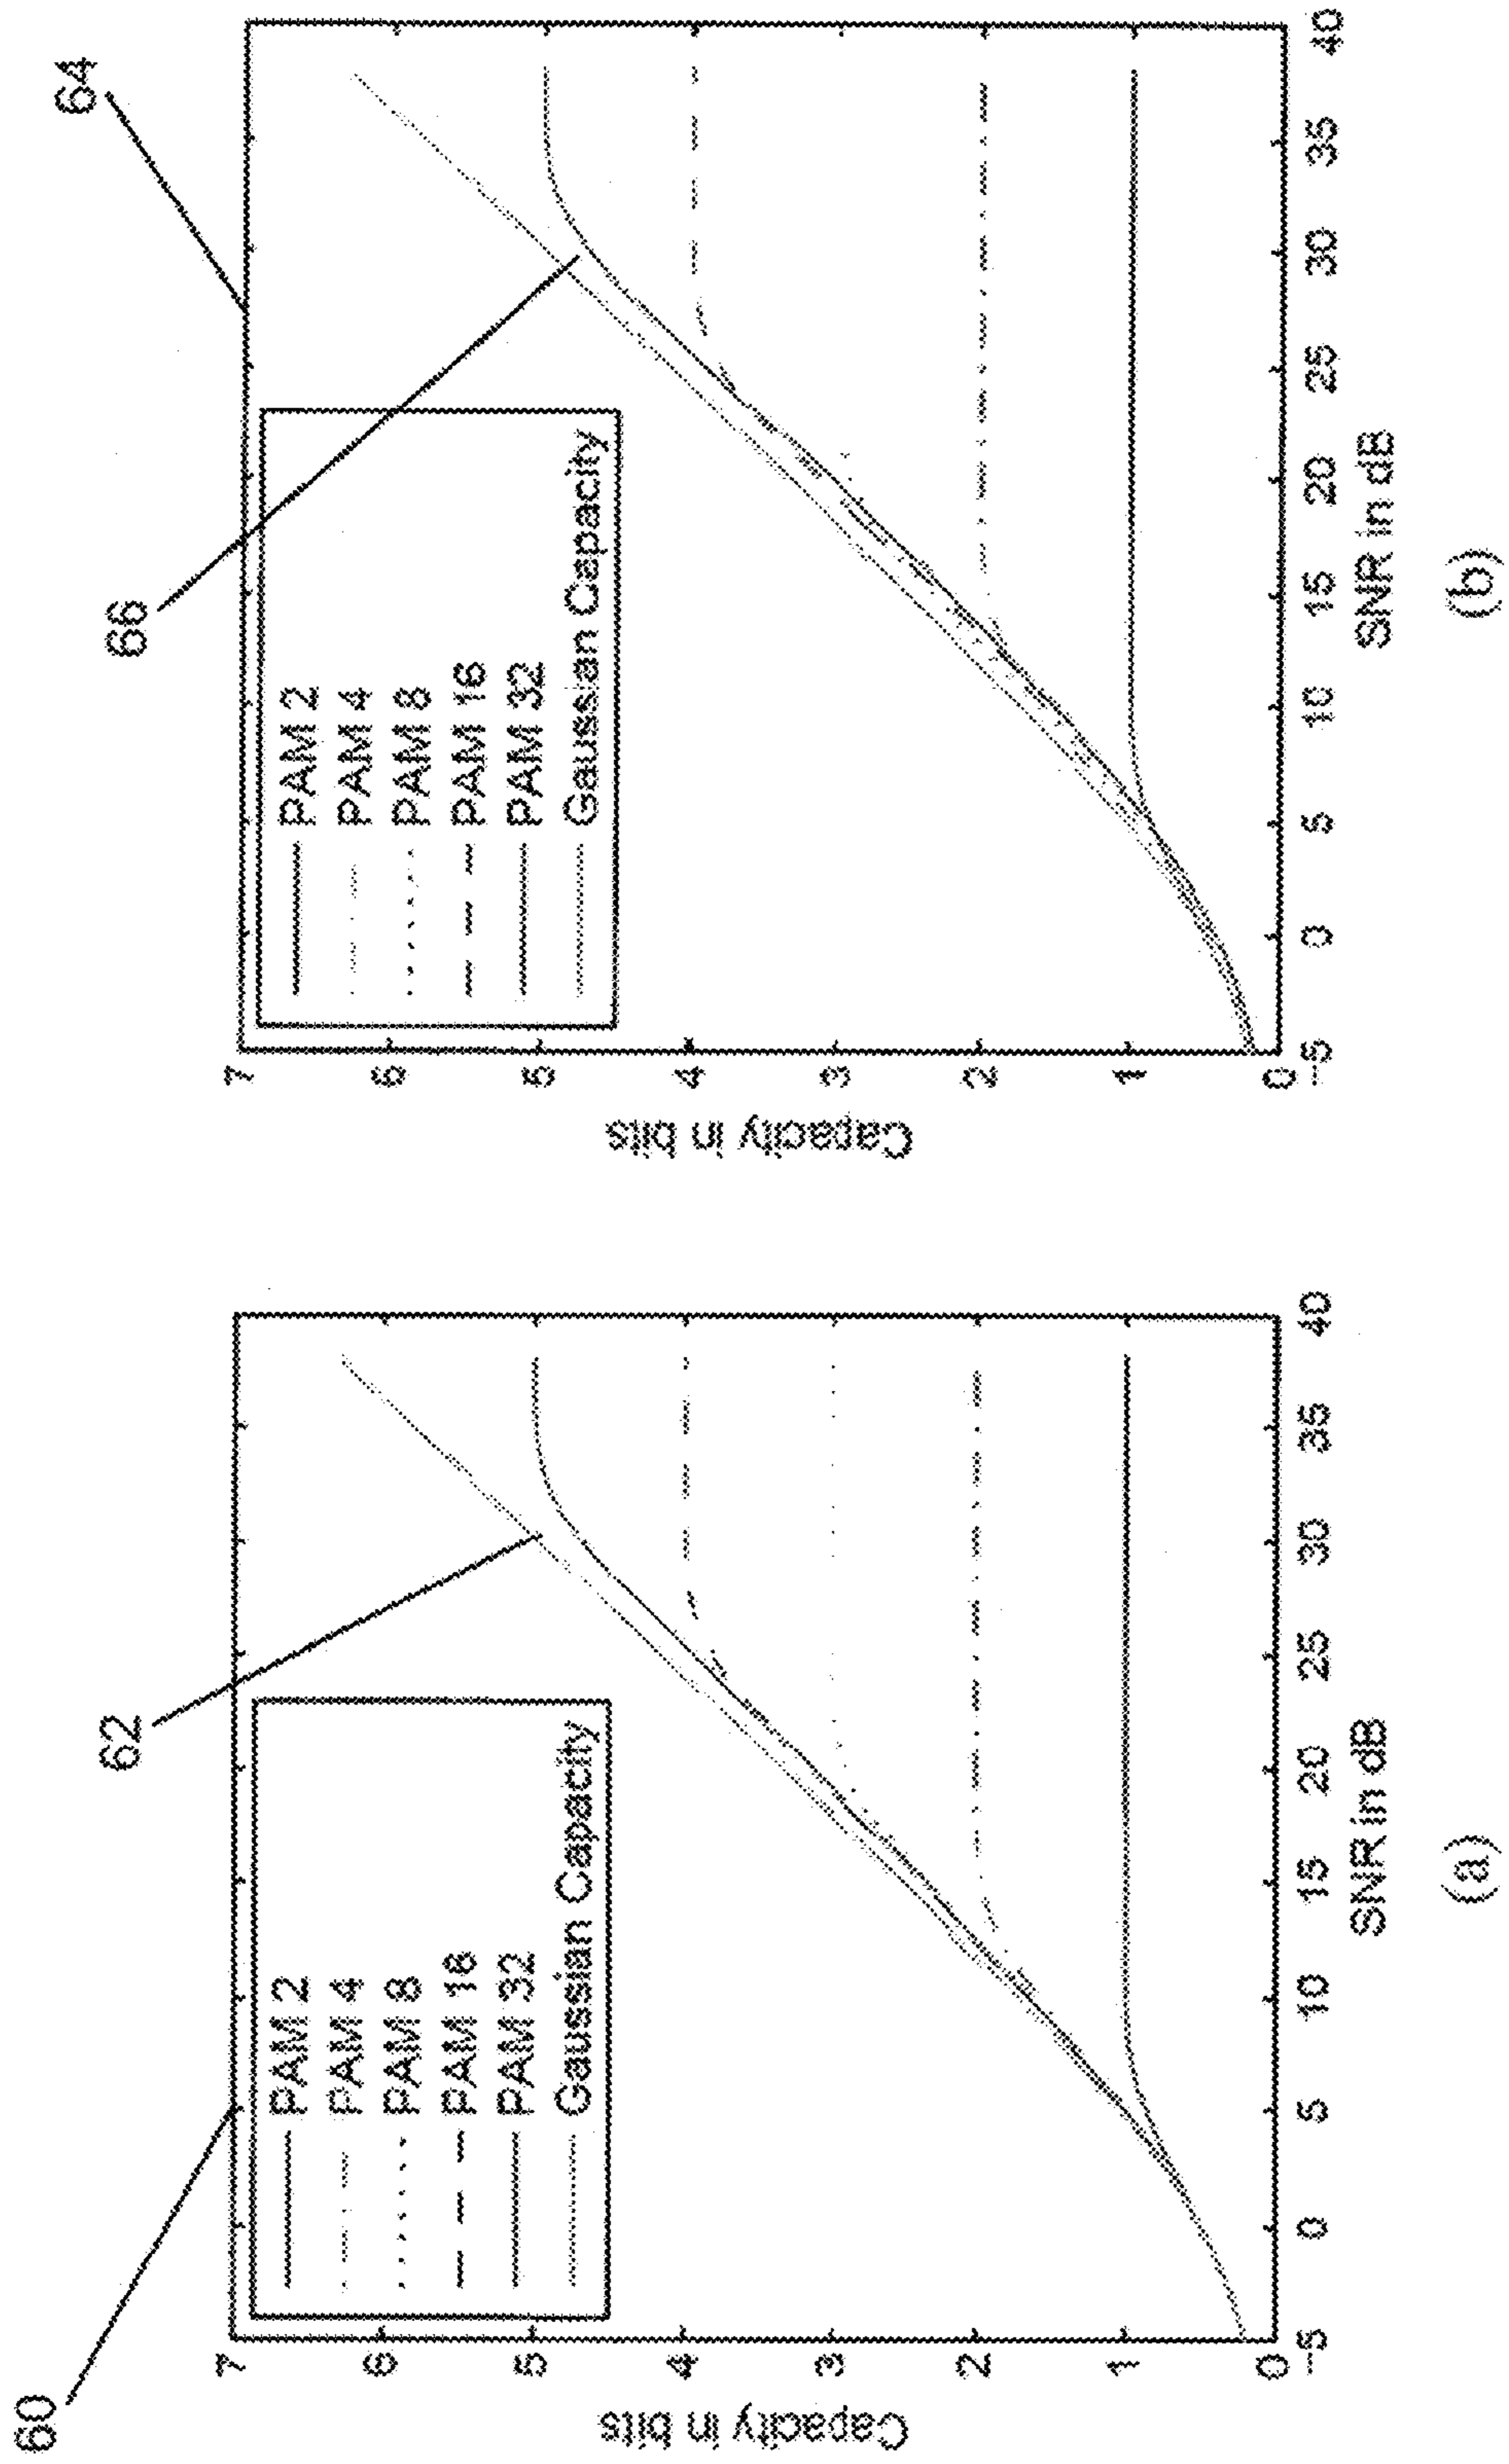 60
62
7
6
5
4
3
2
1
0
Capacity in bits
PAM 2
PAM 4
PAM 8
PAM 16
PAM 32
Gaussian Capacity
-5
0
5
10
15
20
25
30
35
40
SNR in dB
(a)
64
66
7
6
5
4
3
2
1
0
Capacity in bits
PAM 2
PAM 4
PAM 8
PAM 16
PAM 32
Gaussian Capacity
-5
0
5
10
15
20
25
30
35
40
SNR in dB
(b)